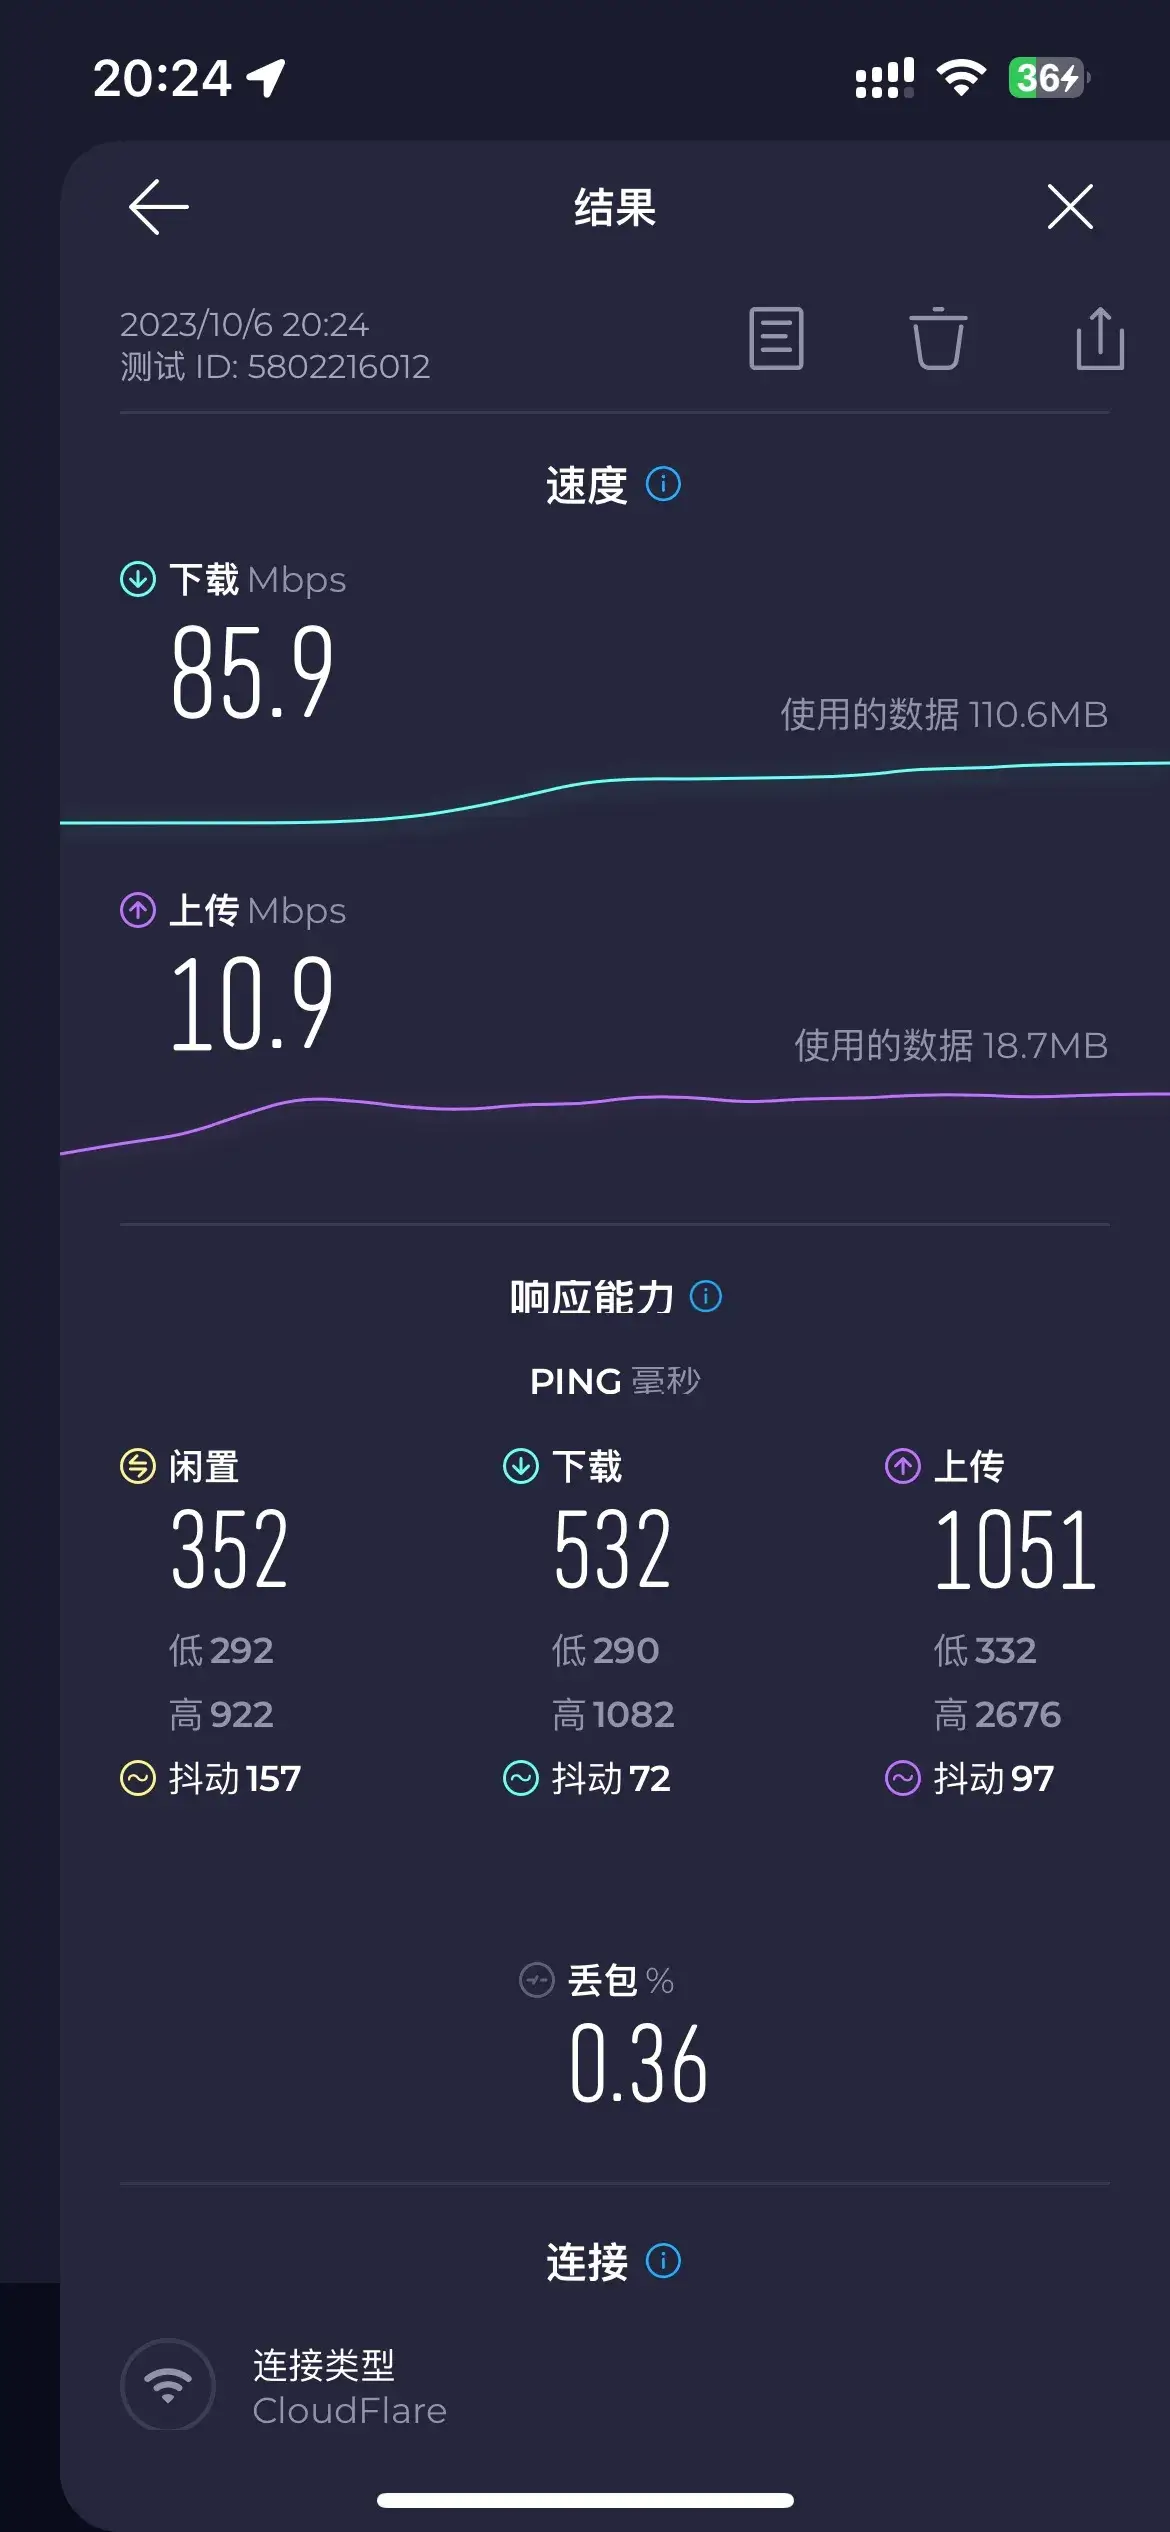 20:24
36
结果
2023/10/6 20:24
测试 ID: 5802216012
速度
下载 Mbps
85.9
使用的数据 110.6MB
上传 Mbps
10.9
使用的数据 18.7MB
响应能力
PING 毫秒
闲置 下载 上传
352 532 1051
低 292 低 290 低 332
高 922 高 1082 高 2676
抖动 157 抖动 72 抖动 97
丢包 %
0.36
连接
连接类型
CloudFlare